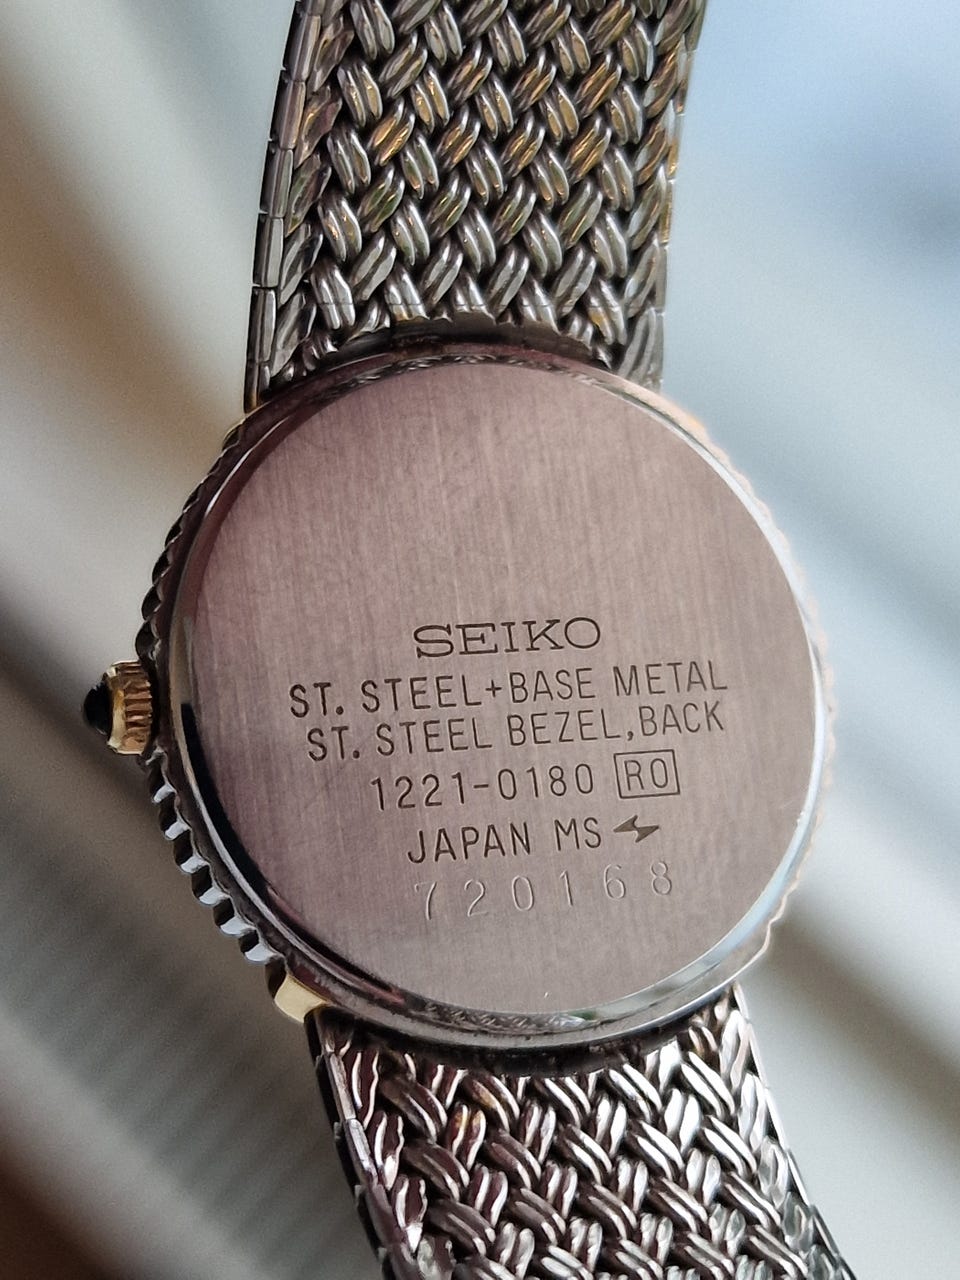 SEIKO
ST. STEEL+BASE METAL
ST. STEEL BEZEL,BACK
1221-0180 RO
JAPAN MS
720168